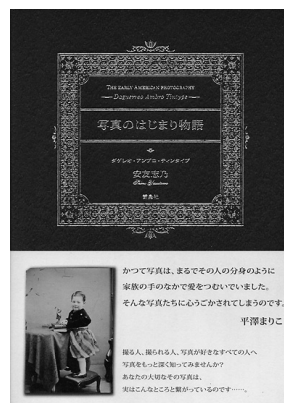 THE EARLY AMERICAN PHOTOGRAPHY
Daguerreo Ambro Tintype
写真のはじまり物語
ダゲレオ・アンブロ・ティンタイプ
安友志乃
Shino Yasutomo
雷鳥社
かつて写真は、まるでその人の分身のように
家族の手のなかで愛をつむいでいました。
そんな写真たちに心うごかされてしまうのです。
平澤まりこ
撮る人、撮られる人、写真が好きなすべての人へ
写真をもっと深く知ってみませんか？
あなたの大切なその写真は、
実はこんなところと繋がっているのです……。